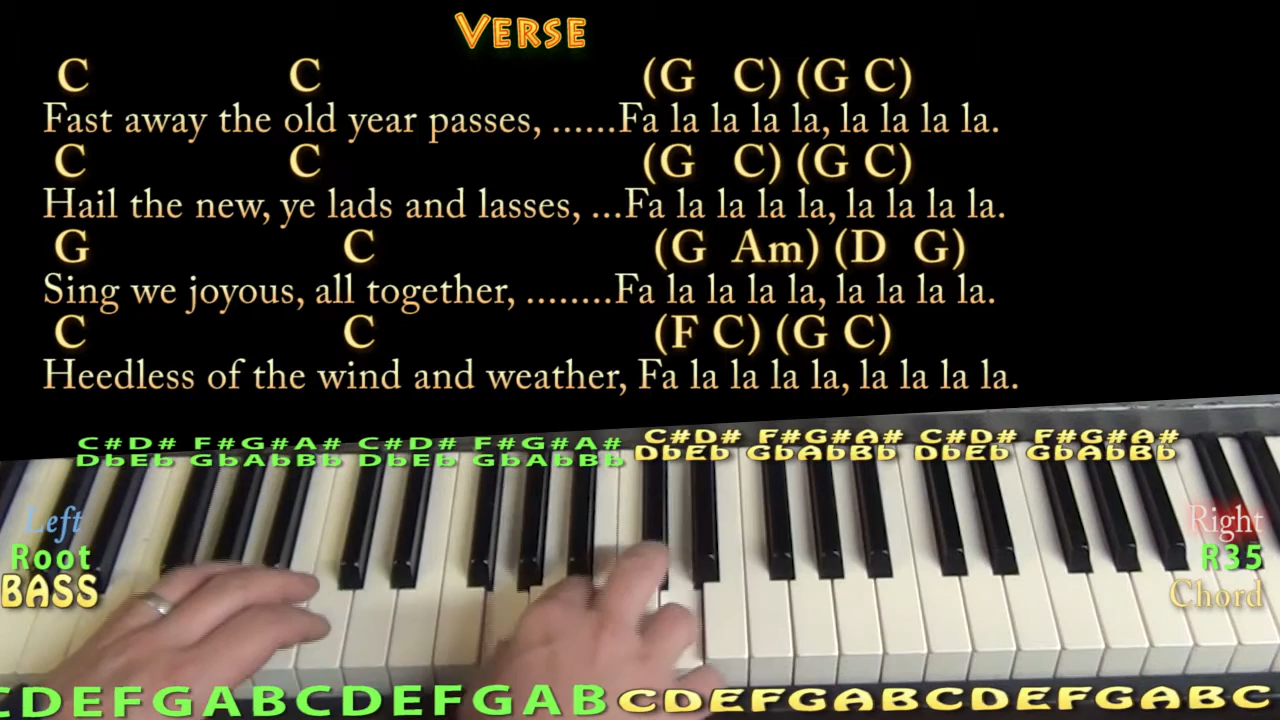 VERSE
C C (G C) (G C)
Fast away the old year passes, ......Fa la la la la, la la la la.
C C (G C) (G C)
Hail the new, ye lads and lasses, ...Fa la la la la, la la la la.
G C (G Am) (D G)
Sing we joyous, all together, ........Fa la la la la, la la la la.
C C (F C) (G C)
Heedless of the wind and weather, Fa la la la la, la la la la.
C#D# F#G#A# C#D# F#G#A# C#D# F#G#A# C#D# F#G#A#
DbEb GbAbBb DbEb GbAbBb DbEb GbAbBb DbEb GbAbBb
Left
Root
BASS
Right
R35
Chord
CDEFGABCDEFGAB CDEFGABCDEFGABC